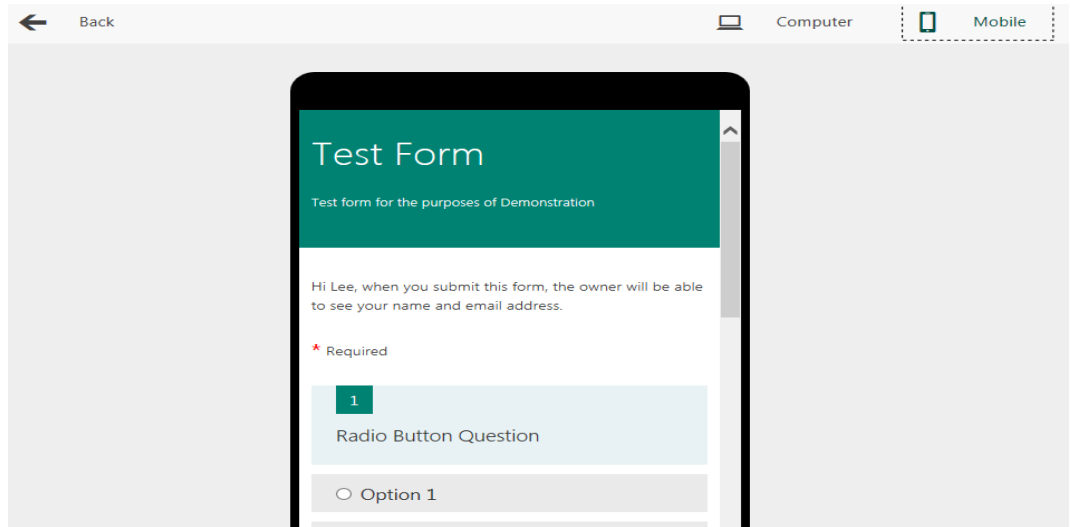 Back
Computer
Mobile
Test Form
Test form for the purposes of Demonstration
Hi Lee, when you submit this form, the owner will be able
to see your name and email address.
* Required
1
Radio Button Question
Option 1